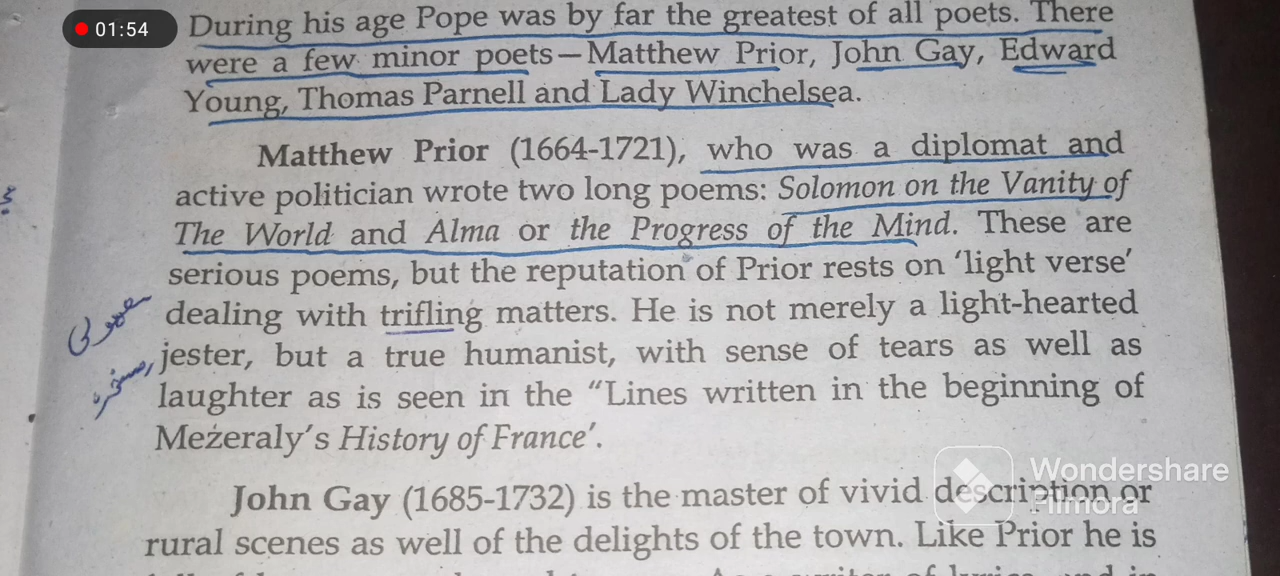 01:54
During his age Pope was by far the greatest of all poets. There
were a few minor poets—Matthew Prior, John Gay, Edward
Young, Thomas Parnell and Lady Winchelsea.
Matthew Prior (1664-1721), who was a diplomat and
active politician wrote two long poems: Solomon on the Vanity of
The World and Alma or the Progress of the Mind. These are
serious poems, but the reputation of Prior rests on ‘light verse’
dealing with trifling matters. He is not merely a light-hearted
معمولی
jester, but a true humanist, with sense of tears as well as
مسخرہ
laughter as is seen in the “Lines written in the beginning of
Mežeraly’s History of France’.
Wondershare
Filmora
John Gay (1685-1732) is the master of vivid description or
rural scenes as well of the delights of the town. Like Prior he is